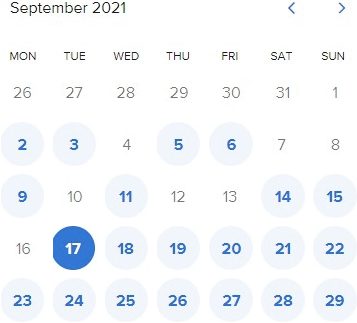 September 2021
MON TUE WED THU FRI SAT SUN
26 27 28 29 30 31 1
2 3 4 5 6 7 8
9 10 11 12 13 14 15
16 17 18 19 20 21 22
23 24 25 26 27 28 29